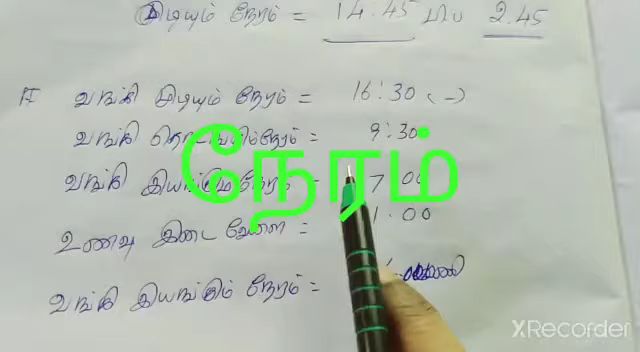 முடியும் நேரம் = 14.45 பிப 2.45
II வங்கி முடியும் நேரம் = 16:30 (-)
வங்கி தொடங்கும்நேரம் = 9:30
நேரம்
வங்கி இயங்கும் நேரம் = 7.00
உணவு இடைவேளை = 1.00
வங்கி இயங்கும் நேரம் = மணி
XRecorder